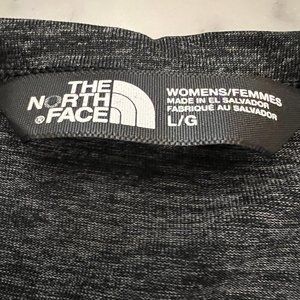 THE
NORTH
®FACE
WOMENS/FEMMES
MADE IN EL SALVADOR
FABRIQUÉ AU SALVADOR
L/G